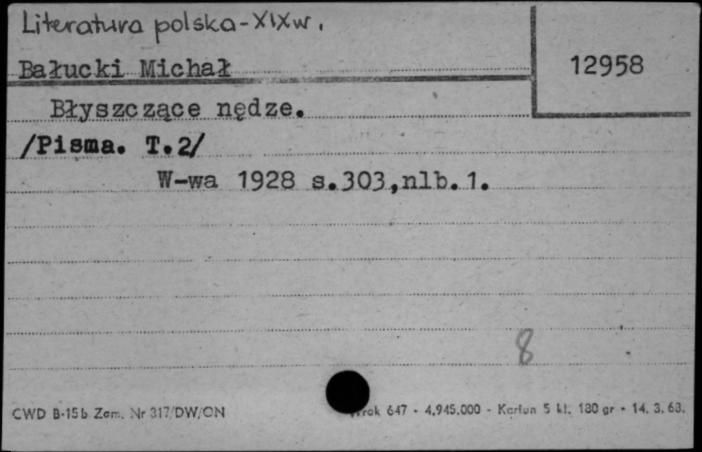 Literatura polska - XIX w.
Bałucki Michał
12958
Błyszczące nędze.
/Pisma. T.2/
W-wa 1928 s.303,nlb.1.
8
CWD B-15b Zam. Nr 317/DW/ON
647 - 4.945.000 - Karton 5 kl. 180 gr - 14. 3. 63.